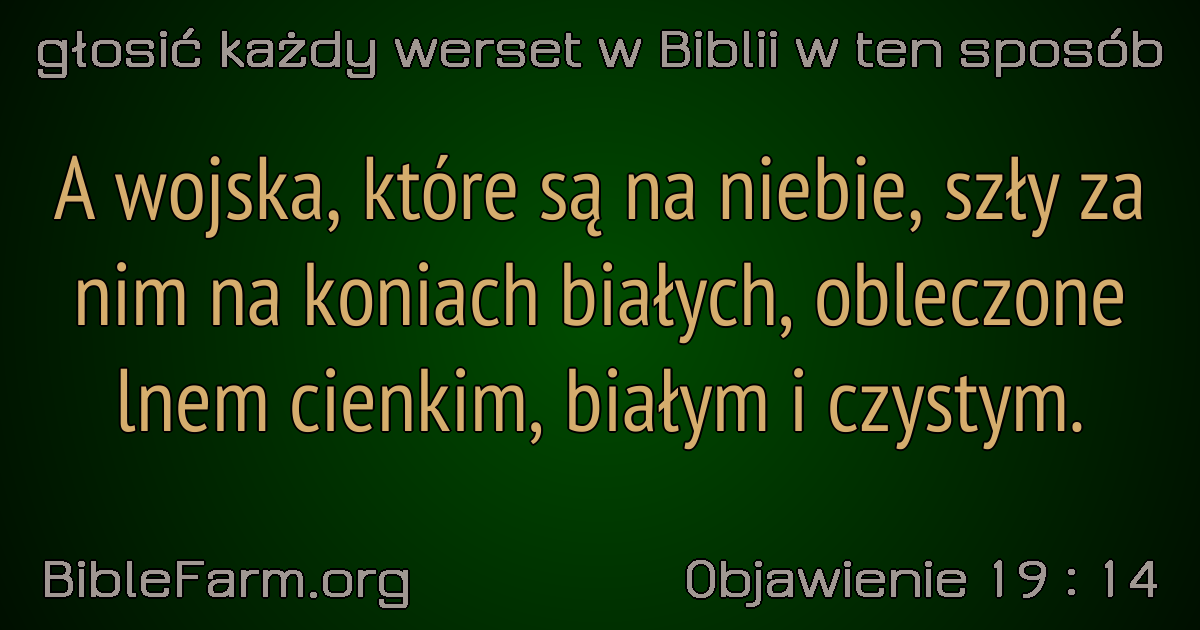 głosić każdy werset w Biblii w ten sposób
A wojska, które są na niebie, szły za
nim na koniach białych, obleczone
lnem cienkim, białym i czystym.
BibleFarm.org
Objawienie 19 : 14